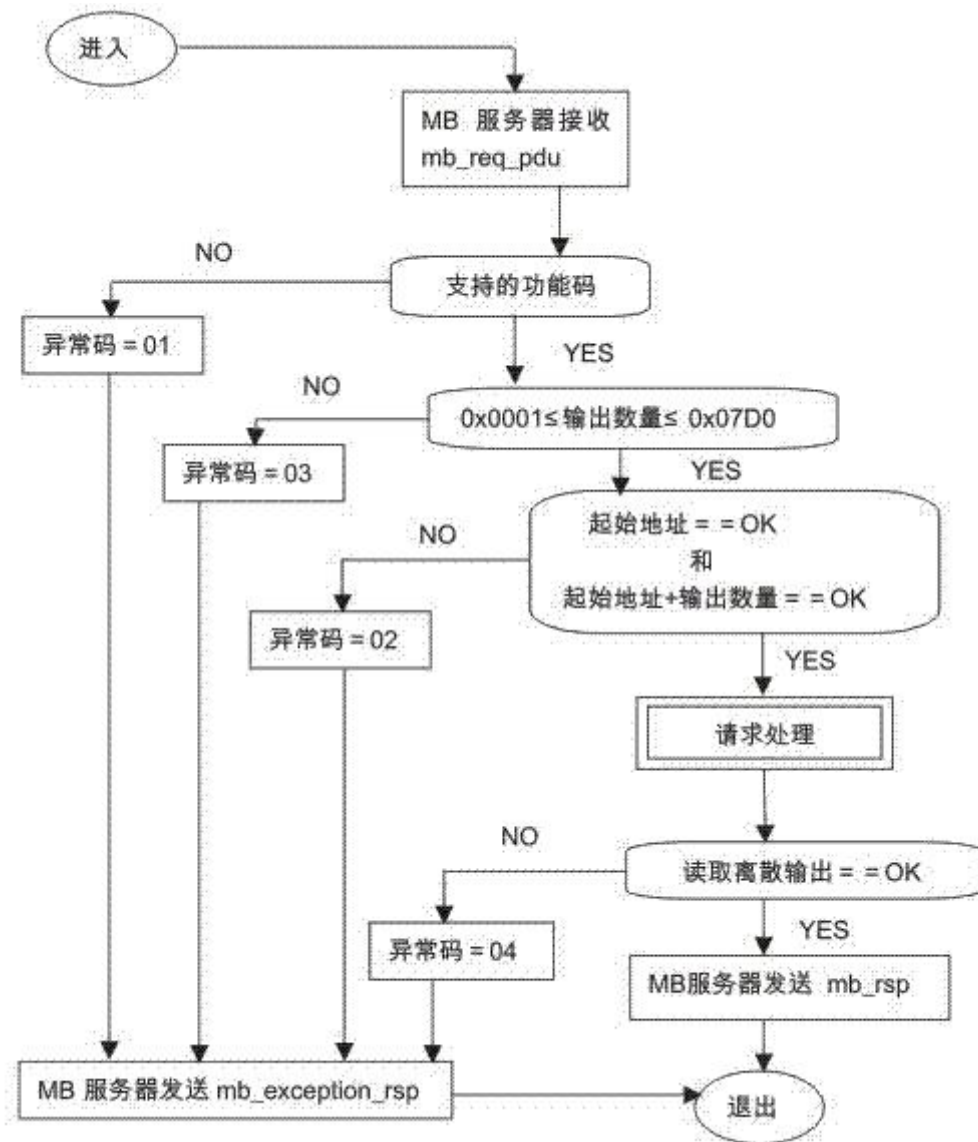 进入
MB 服务器接收
mb_req_pdu
NO
支持的功能码
异常码＝01
YES
NO
0x0001≤输出数量≤ 0x07D0
异常码＝03
YES
起始地址＝＝OK
NO
和
起始地址+输出数量＝＝OK
异常码＝02
YES
请求处理
NO
读取离散输出＝＝OK
异常码＝04
YES
MB服务器发送 mb_rsp
MB 服务器发送 mb_exception_rsp
退出